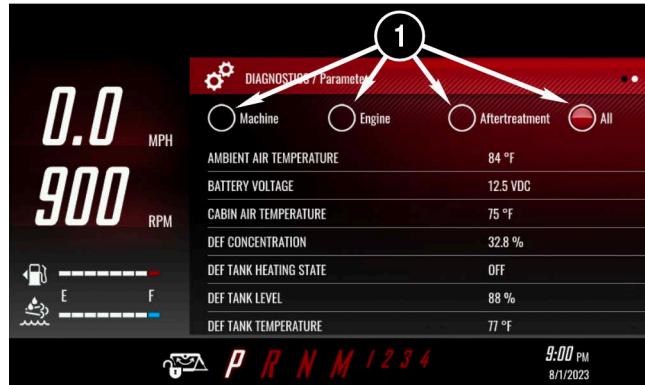 1
DIAGNOSTICS / Parameter
Machine Engine Aftertreatment All
0.0 MPH
900 RPM
AMBIENT AIR TEMPERATURE 84 °F
BATTERY VOLTAGE 12.5 VDC
CABIN AIR TEMPERATURE 75 °F
DEF CONCENTRATION 32.8 %
DEF TANK HEATING STATE OFF
DEF TANK LEVEL 88 %
DEF TANK TEMPERATURE 77 °F
E F
P R N M 1 2 3 4
9:00 PM
8/1/2023